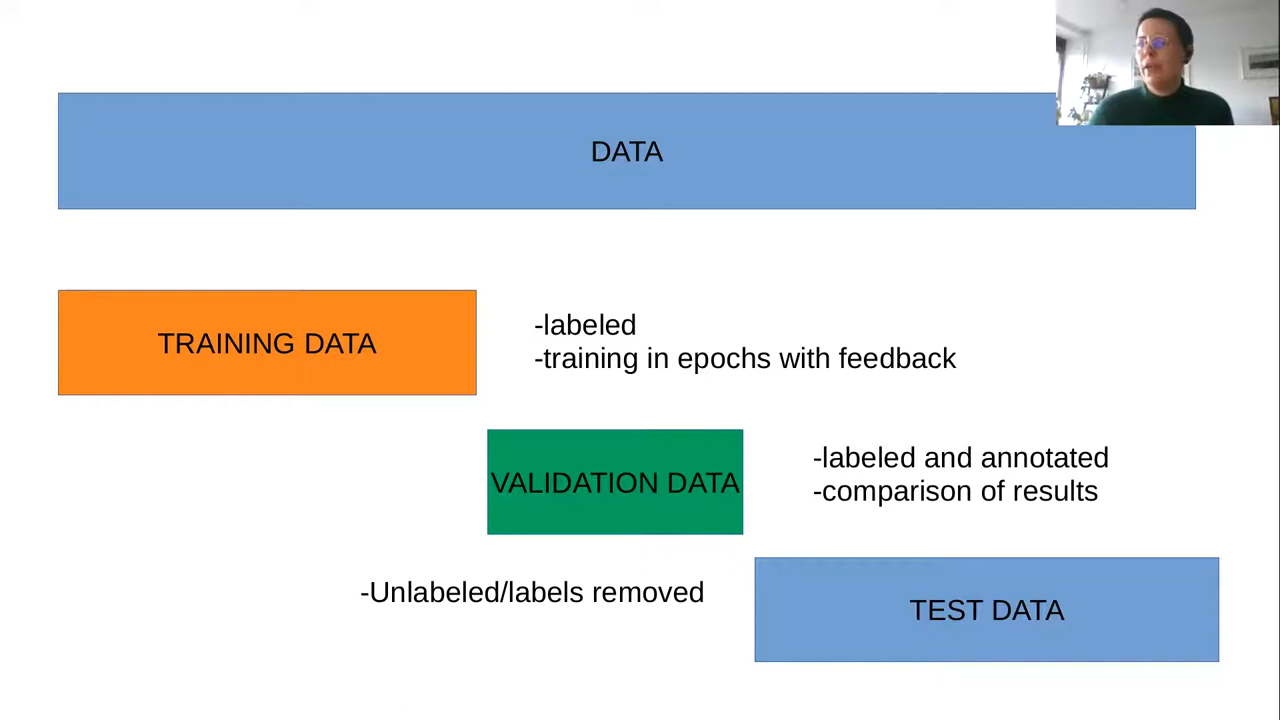 DATA
TRAINING DATA
-labeled
-training in epochs with feedback
VALIDATION DATA
-labeled and annotated
-comparison of results
-Unlabeled/labels removed
TEST DATA